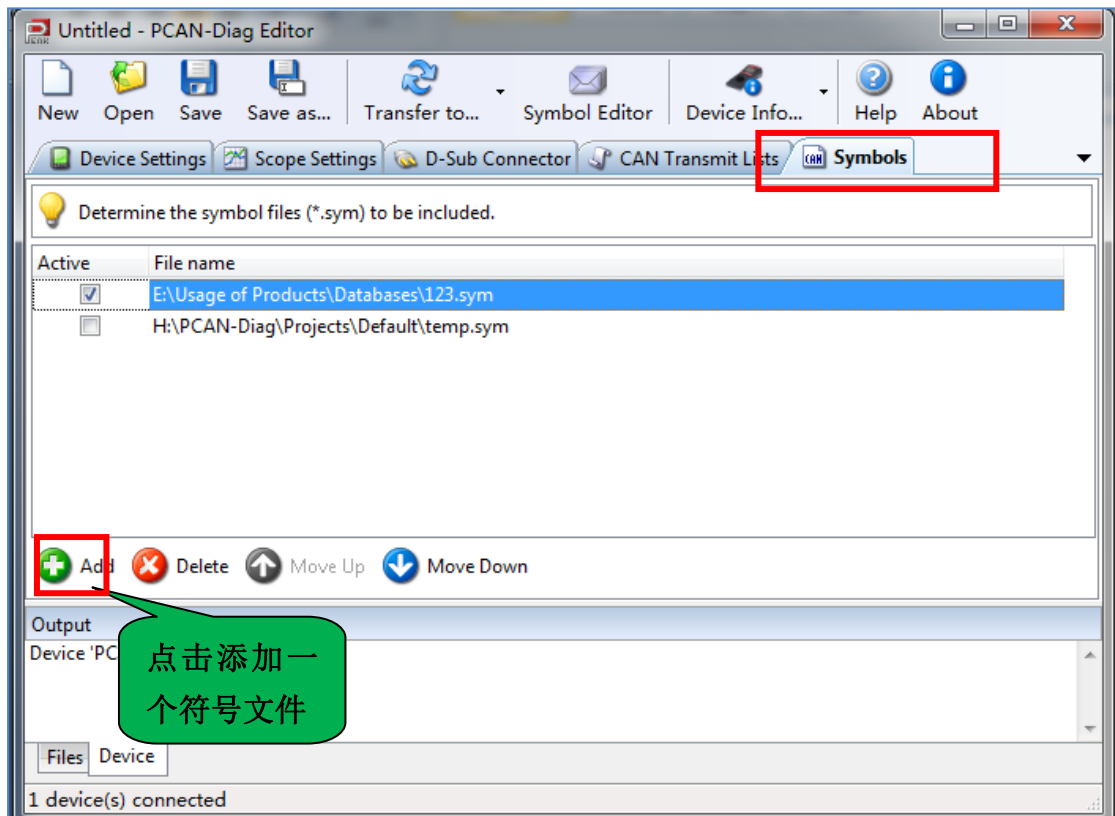 Untitled - PCAN-Diag Editor
New Open Save Save as... Transfer to... Symbol Editor Device Info... Help About
Device Settings Scope Settings D-Sub Connector CAN Transmit Lists CAN Symbols
Determine the symbol files (*.sym) to be included.
Active File name
E:\Usage of Products\Databases\123.sym
H:\PCAN-Diag\Projects\Default\temp.sym
Add Delete Move Up Move Down
Output
Device 'PC
点击添加一
个符号文件
Files Device
1 device(s) connected